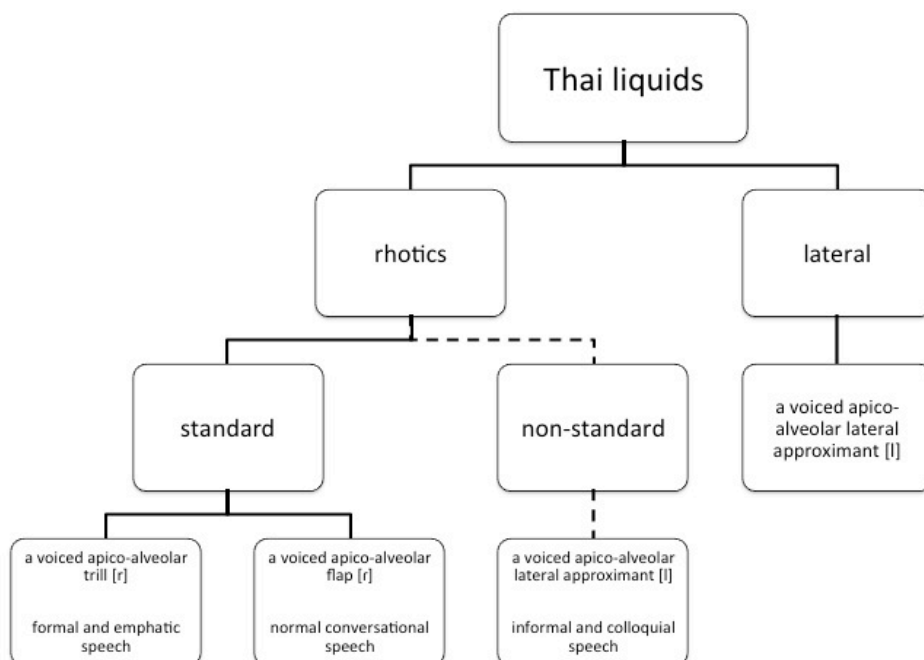 Thai liquids
rhotics
lateral
standard
non-standard
a voiced apico-
alveolar lateral
approximant [l]
a voiced apico-alveolar
trill [r]
formal and emphatic
speech
a voiced apico-alveolar
flap [r]
normal conversational
speech
a voiced apico-alveolar
lateral approximant [l]
informal and colloquial
speech